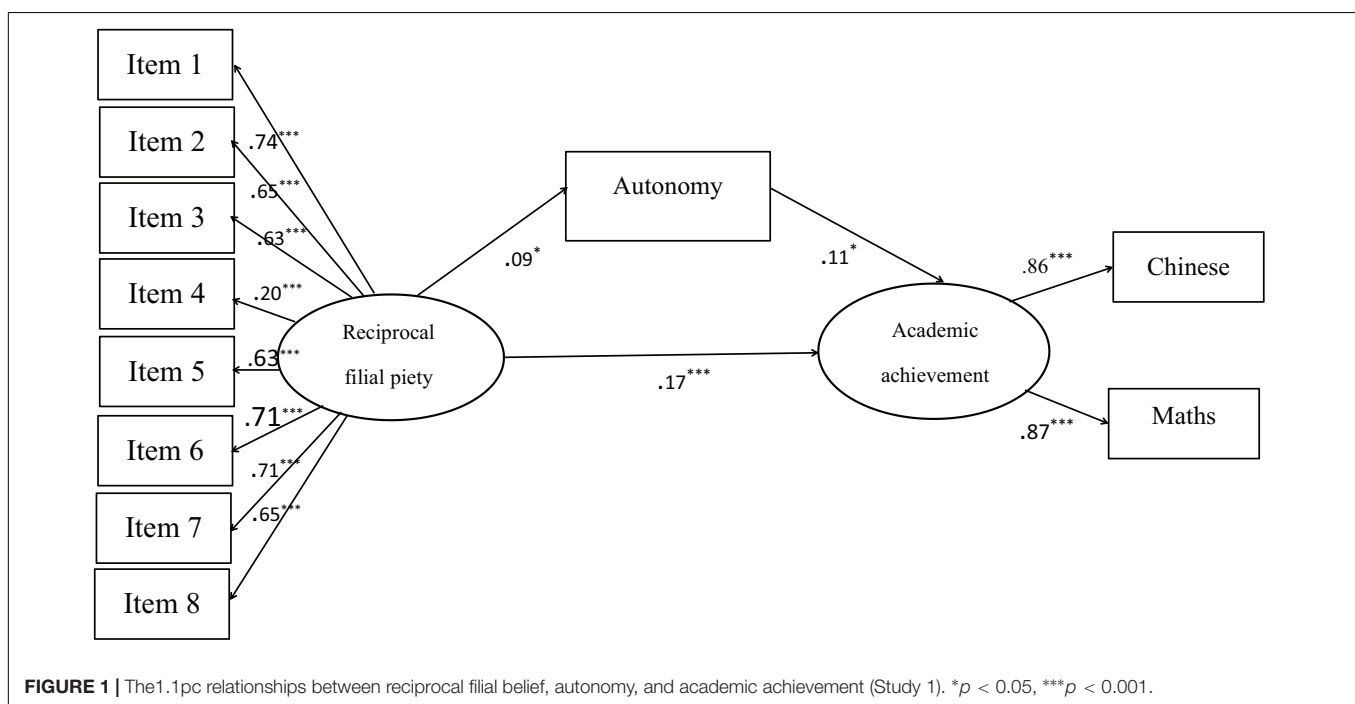 Item 1
Item 2
Item 3
Item 4
Item 5
Item 6
Item 7
Item 8
.74***
.65***
.63***
.20***
.63***
.71***
.71***
.65***
Reciprocal
filial piety
.09*
Autonomy
.11*
.17***
Academic
achievement
.86***
.87***
Chinese
Maths
FIGURE 1 | The1.1pc relationships between reciprocal filial belief, autonomy, and academic achievement (Study 1). *p < 0.05, ***p < 0.001.